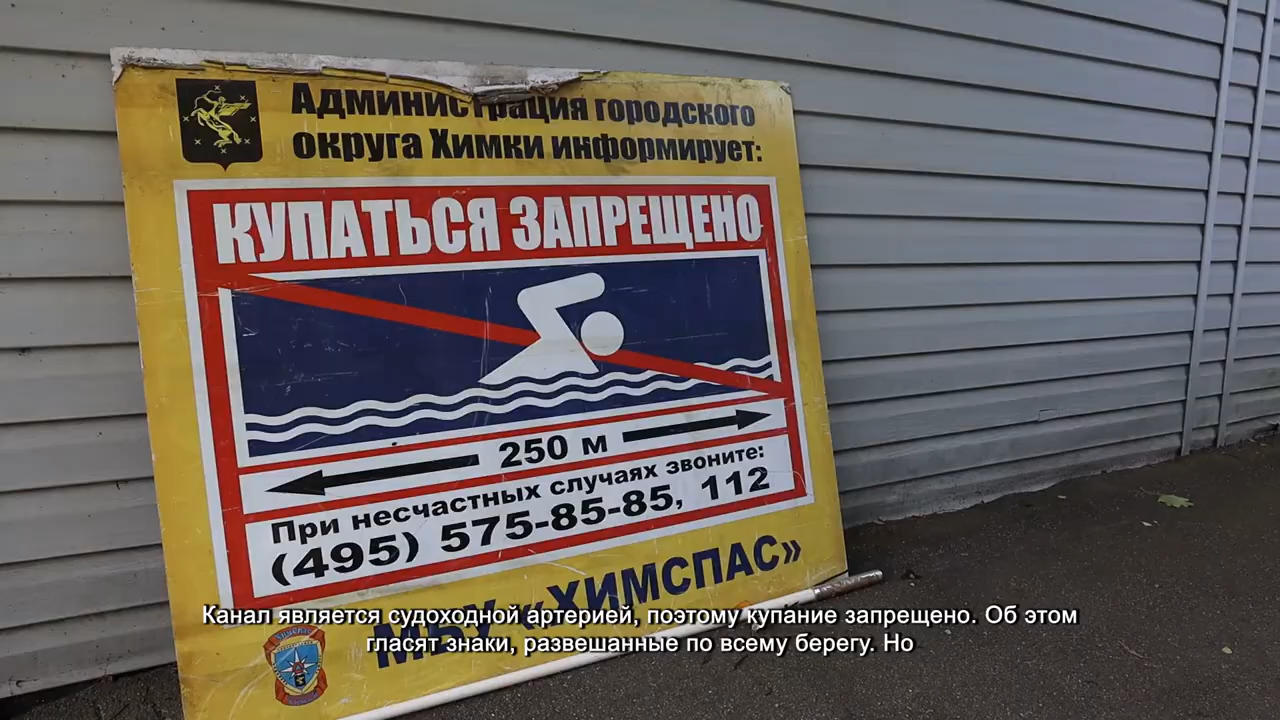 Администрация городского
округа Химки информирует:
КУПАТЬСЯ ЗАПРЕЩЕНО
250 м
При несчастных случаях звоните:
(495) 575-85-85, 112
МБУ «ХИМСПАС»
Канал является судоходной артерией, поэтому купание запрещено. Об этом
гласят знаки, развешанные по всему берегу. Но